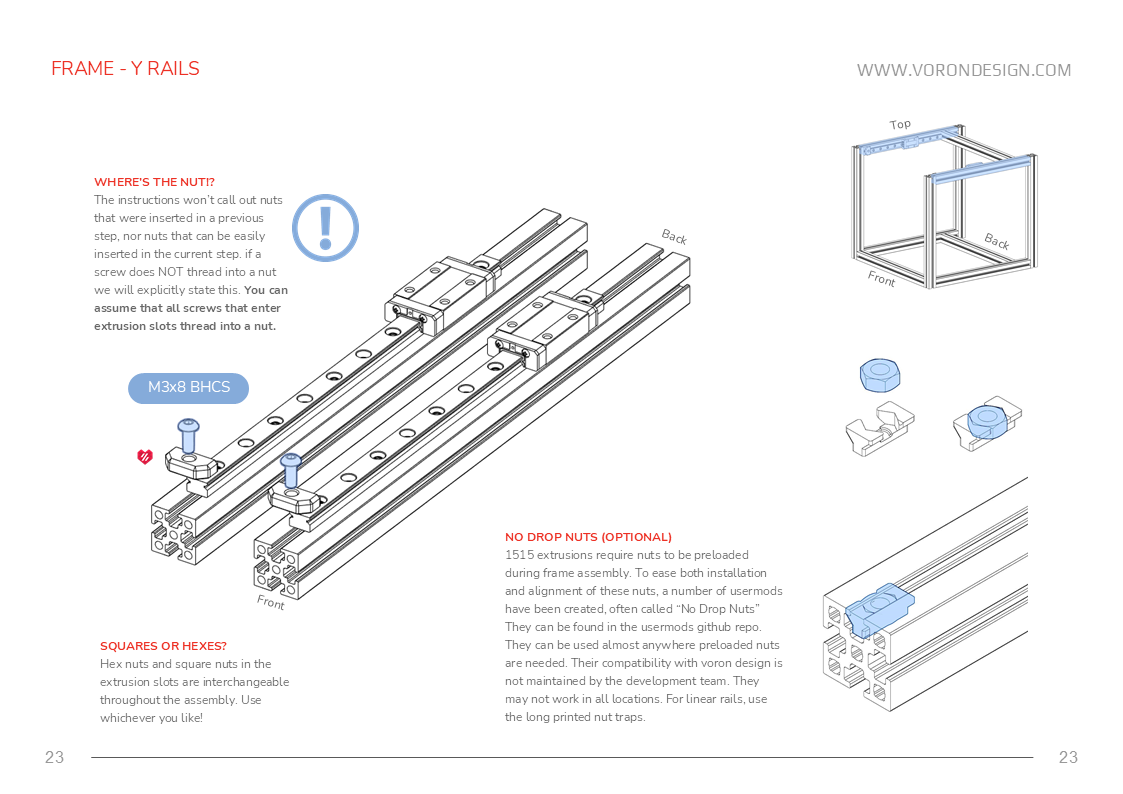 FRAME - Y RAILS
WWW.VORONDESIGN.COM
Top
Back
Front
WHERE'S THE NUT!?
The instructions won't call out nuts
that were inserted in a previous
step, nor nuts that can be easily
inserted in the current step. if a
screw does NOT thread into a nut
we will explicitly state this. You can
assume that all screws that enter
extrusion slots thread into a nut.
!
Back
M3x8 BHCS
Front
NO DROP NUTS (OPTIONAL)
1515 extrusions require nuts to be preloaded
during frame assembly. To ease both installation
and alignment of these nuts, a number of usermods
have been created, often called “No Drop Nuts”
They can be found in the usermods github repo.
They can be used almost anywhere preloaded nuts
are needed. Their compatibility with voron design is
not maintained by the development team. They
may not work in all locations. For linear rails, use
the long printed nut traps.
SQUARES OR HEXES?
Hex nuts and square nuts in the
extrusion slots are interchangeable
throughout the assembly. Use
whichever you like!
23
23